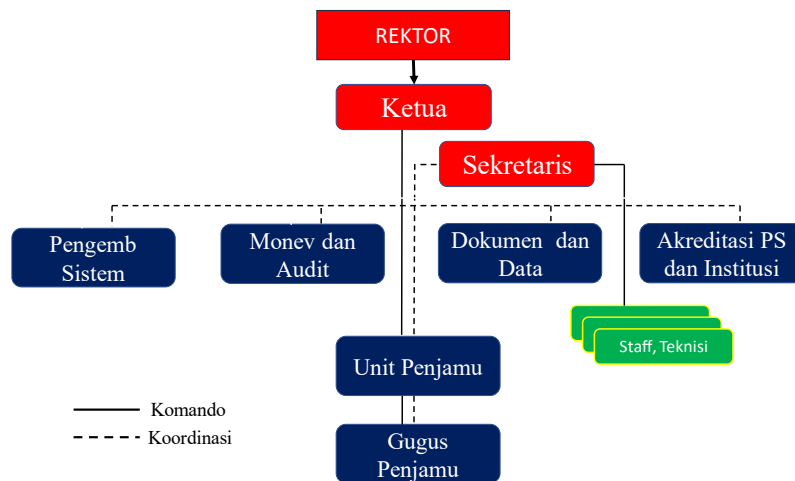 REKTOR
Ketua
Sekretaris
Pengemb
Sistem
Monev dan
Audit
Dokumen dan
Data
Akreditasi PS
dan Institusi
Staff, Teknisi
Unit Penjamu
Komando
Koordinasi
Gugus
Penjamu